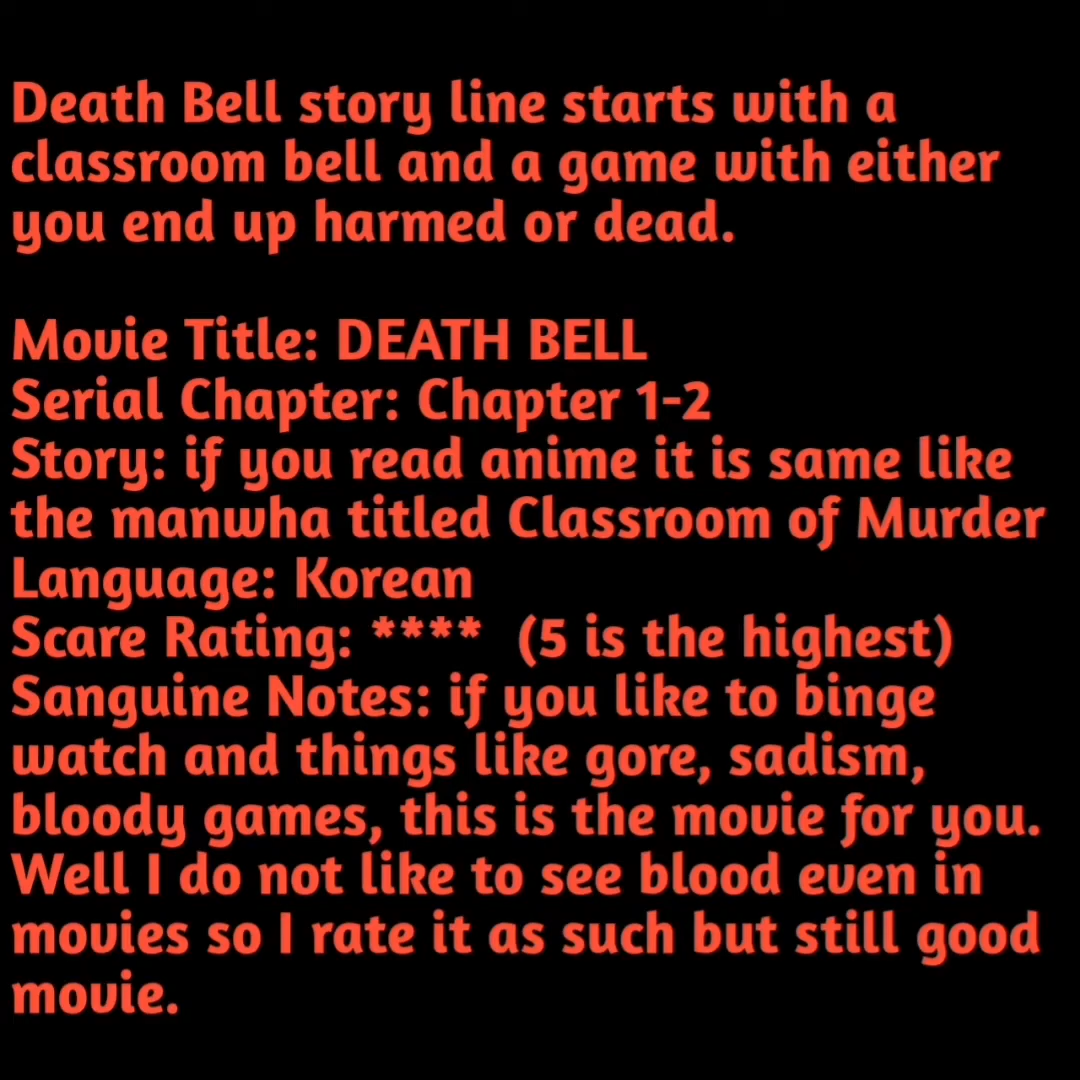 Death Bell story line starts with a
classroom bell and a game with either
you end up harmed or dead.
Movie Title: DEATH BELL
Serial Chapter: Chapter 1-2
Story: if you read anime it is same like
the manwha titled Classroom of Murder
Language: Korean
Scare Rating: **** (5 is the highest)
Sanguine Notes: if you like to binge
watch and things like gore, sadism,
bloody games, this is the movie for you.
Well I do not like to see blood even in
movies so I rate it as such but still good
movie.